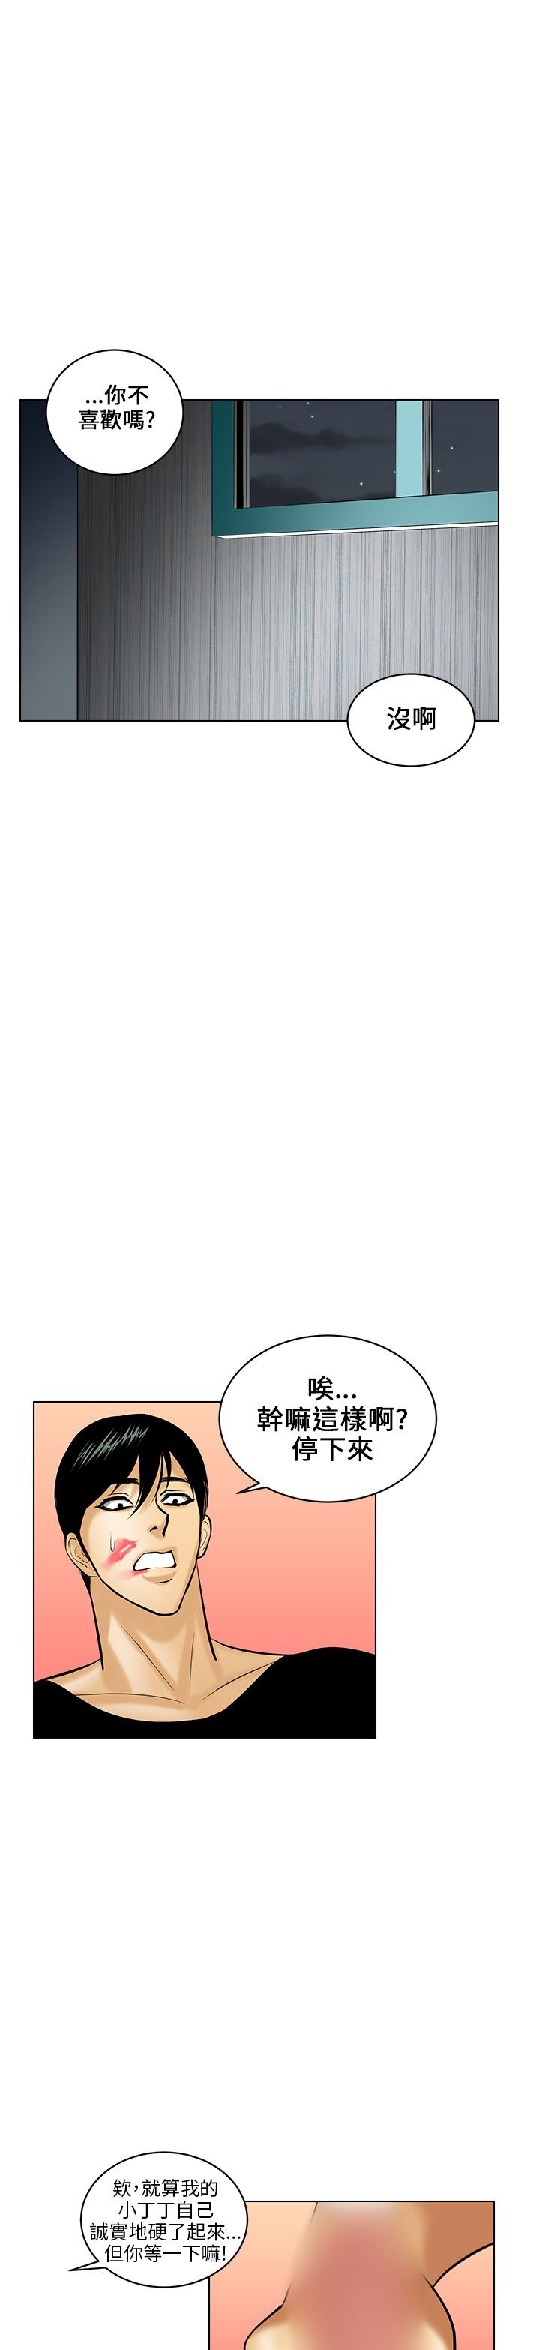 ...你不
喜歡嗎?
沒啊
唉...
幹嘛這樣啊?
停下來
欸,就算我的
小丁丁自己
誠實地硬了起來...
但你等一下嘛!